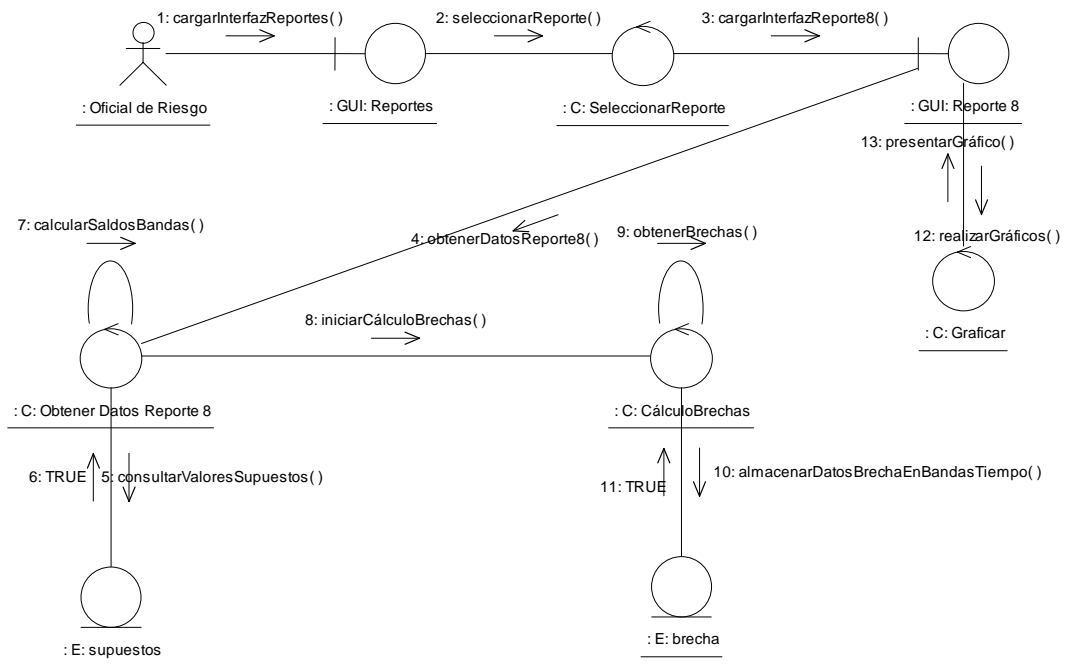 1: cargarInterfazReportes( )
2: seleccionarReporte( )
3: cargarInterfazReporte8( )
: Oficial de Riesgo
: GUI: Reportes
: C: SeleccionarReporte
: GUI: Reporte 8
13: presentarGráfico( )
7: calcularSaldosBandas( )
4: obtenerDatosReporte8( )
9: obtenerBrechas( )
12: realizarGráficos( )
8: iniciarCálculoBrechas( )
: C: Graficar
: C: Obtener Datos Reporte 8
: C: CálculoBrechas
6: TRUE
5: consultarValoresSupuestos( )
11: TRUE
10: almacenarDatosBrechaEnBandasTiempo( )
: E: supuestos
: E: brecha